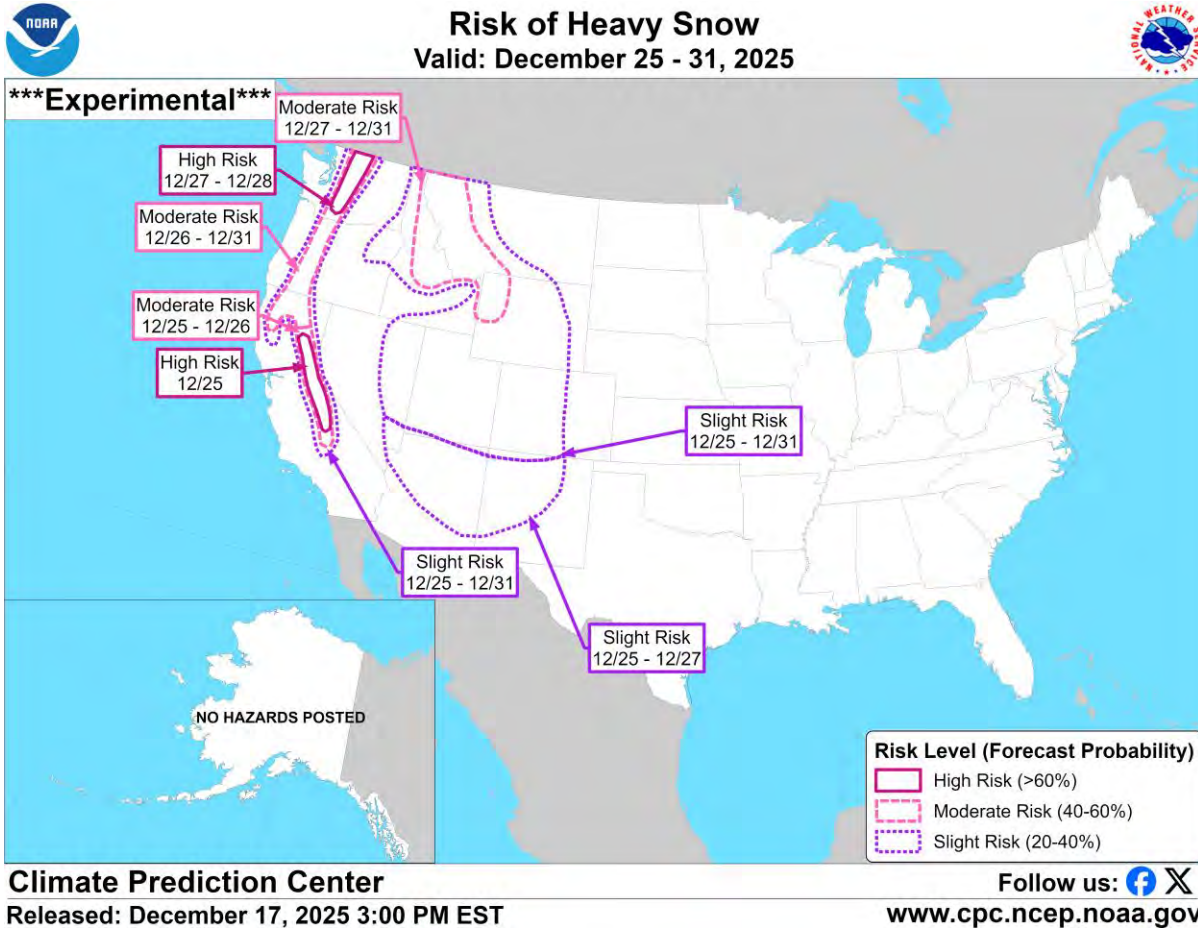 NOAA
Risk of Heavy Snow
Valid: December 25 - 31, 2025
NATIONAL WEATHER SERVICE
***Experimental***
Moderate Risk
12/27 - 12/31
High Risk
12/27 - 12/28
Moderate Risk
12/26 - 12/31
Moderate Risk
12/25 - 12/26
High Risk
12/25
Slight Risk
12/25 - 12/31
Slight Risk
12/25 - 12/31
Slight Risk
12/25 - 12/27
NO HAZARDS POSTED
Risk Level (Forecast Probability)
High Risk (>60%)
Moderate Risk (40-60%)
Slight Risk (20-40%)
Climate Prediction Center
Follow us:
Released: December 17, 2025 3:00 PM EST
www.cpc.ncep.noaa.gov